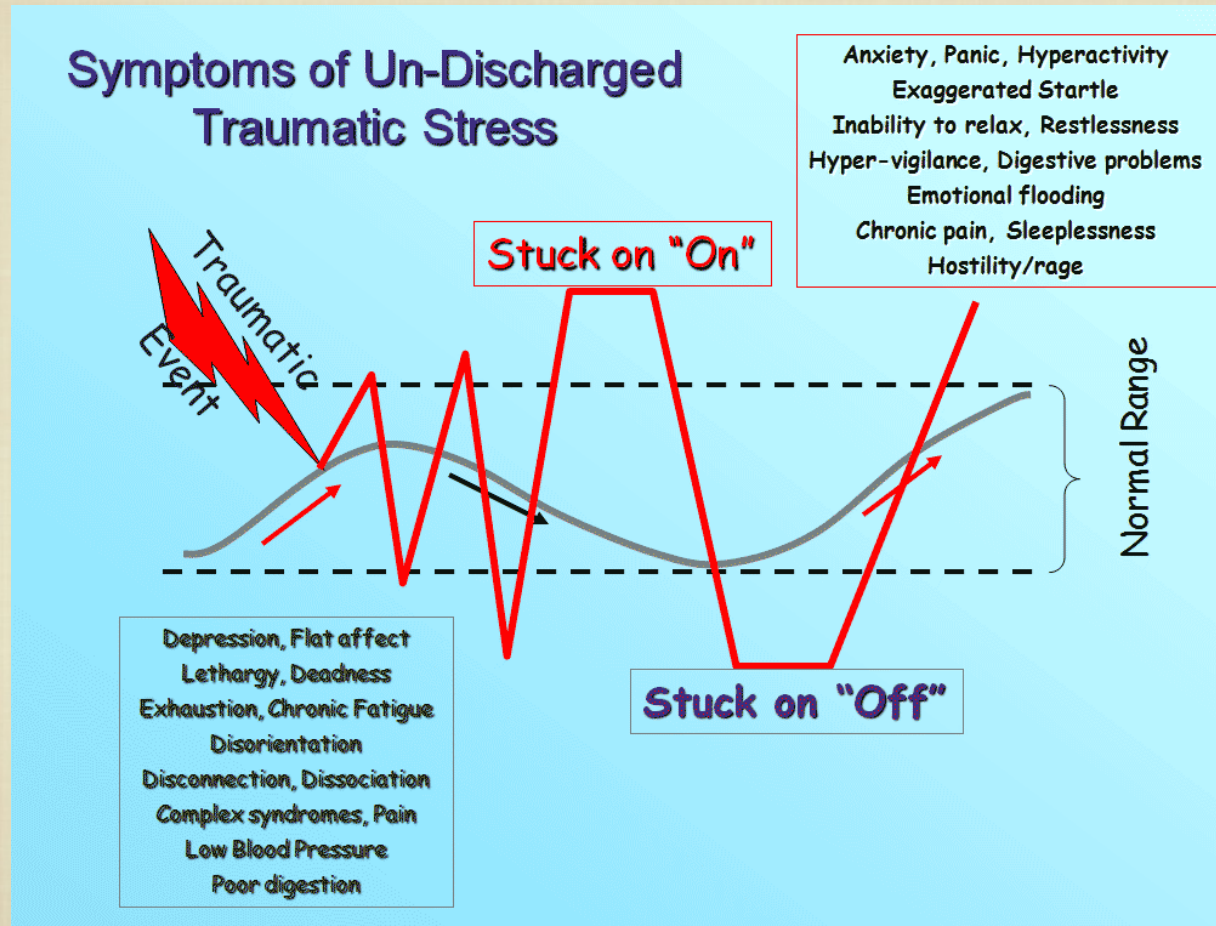 Symptoms of Un-Discharged
Traumatic Stress
Anxiety, Panic, Hyperactivity
Exaggerated Startle
Inability to relax, Restlessness
Hyper-vigilance, Digestive problems
Emotional flooding
Chronic pain, Sleeplessness
Hostility/rage
Traumatic
Event
Stuck on “On”
Normal Range
Stuck on “Off”
Depression, Flat affect
Lethargy, Deadness
Exhaustion, Chronic Fatigue
Disorientation
Disconnection, Dissociation
Complex syndromes, Pain
Low Blood Pressure
Poor digestion